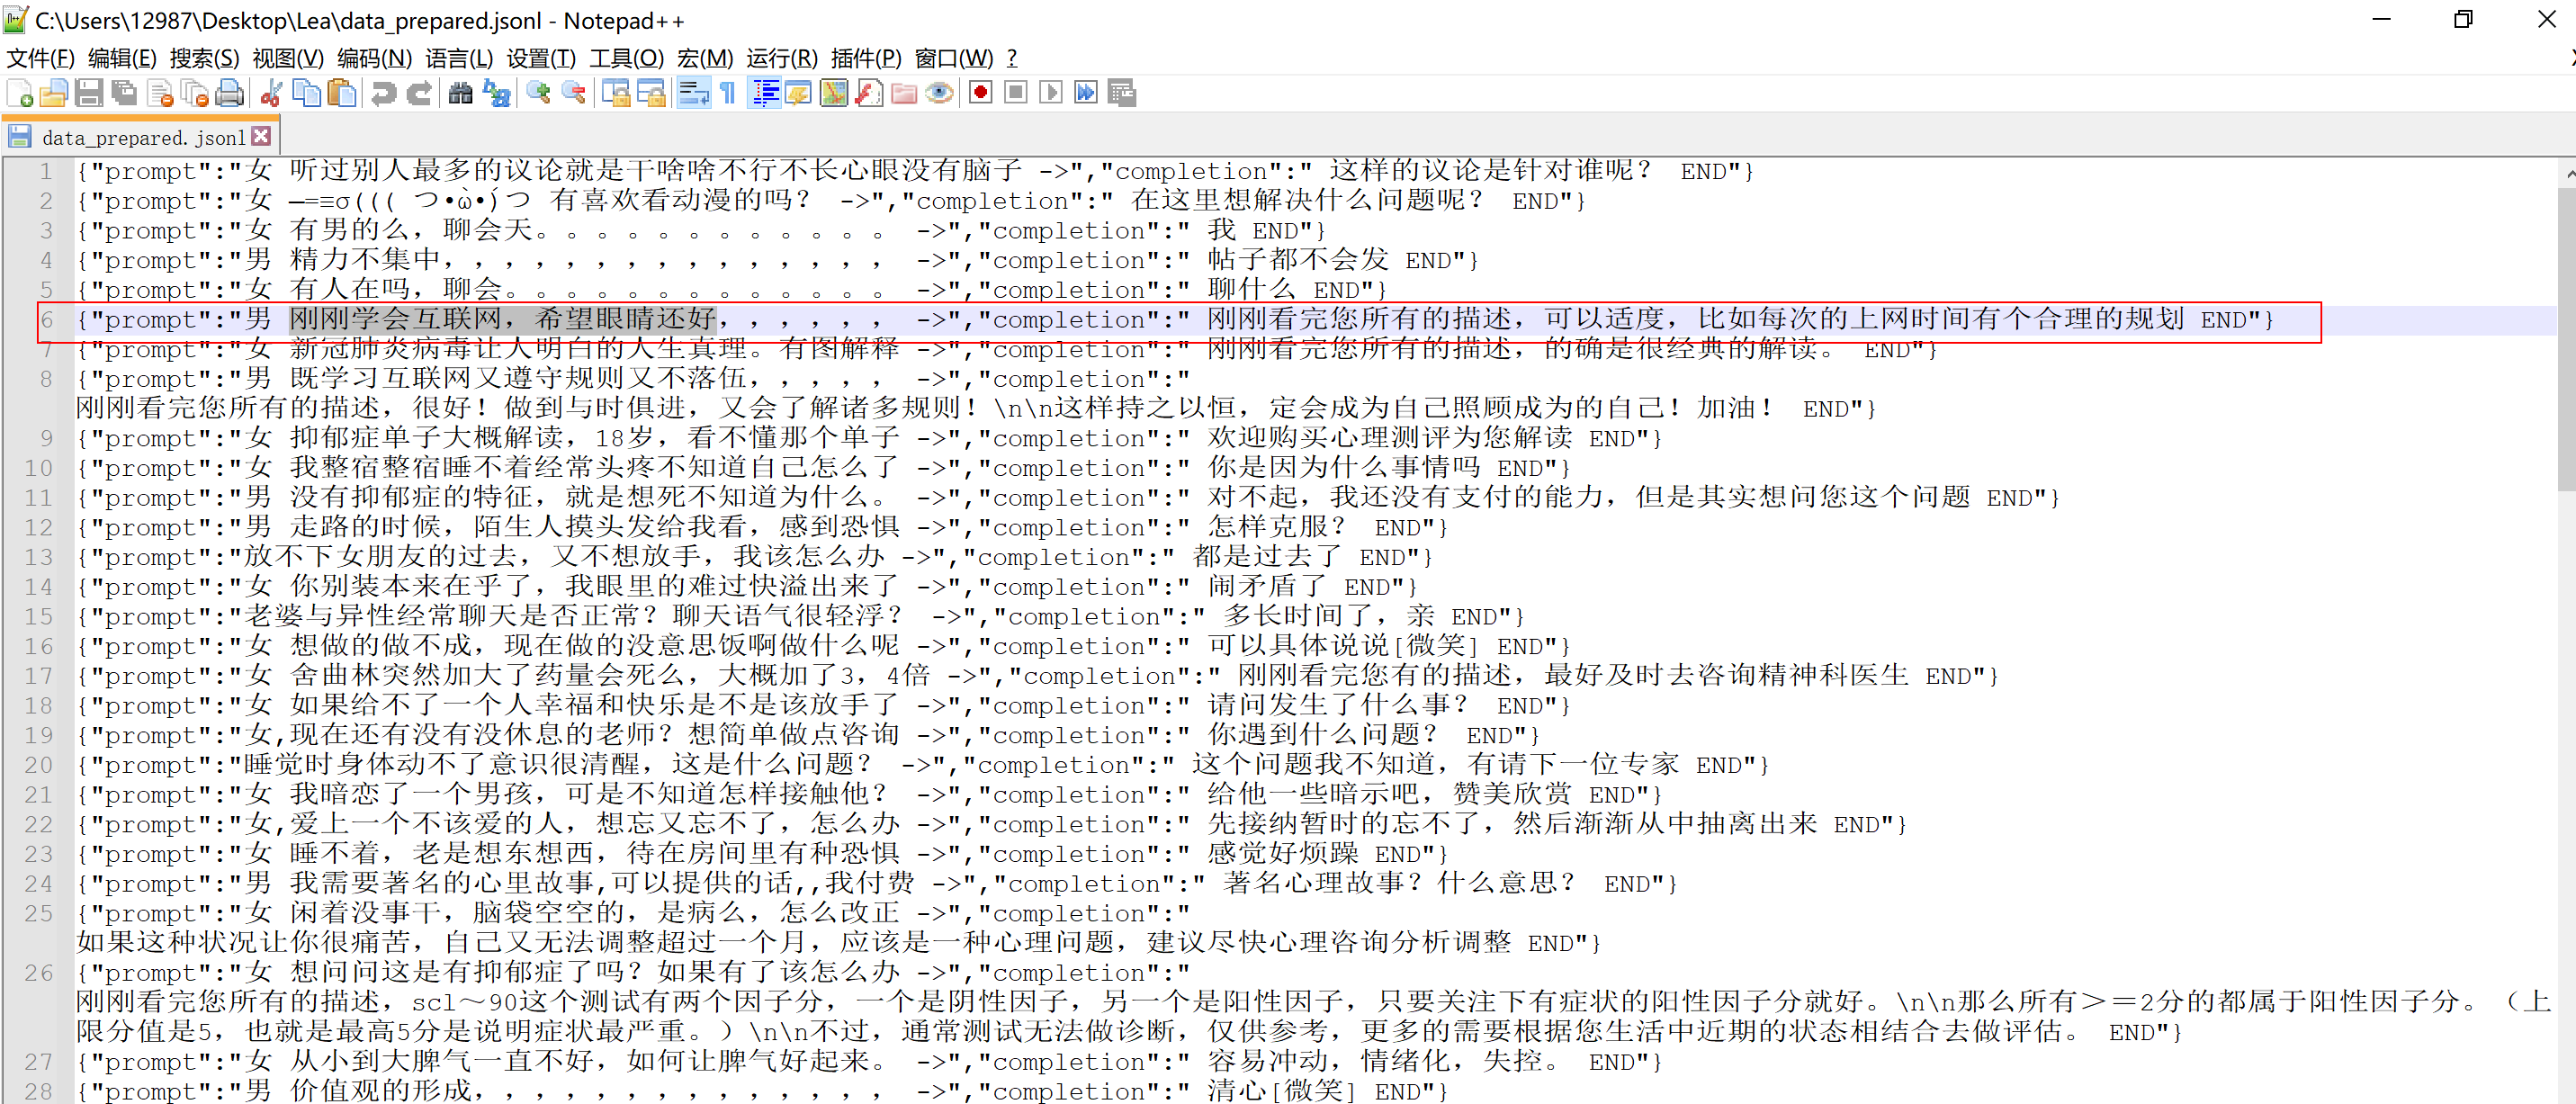 C:\Users\12987\Desktop\Lea\data_prepared.jsonl - Notepad++
文件(F) 编辑(E) 搜索(S) 视图(V) 编码(N) 语言(L) 设置(T) 工具(O) 宏(M) 运行(R) 插件(P) 窗口(W) ?
data_prepared.jsonl
1 {"prompt":"女 听过别人最多的议论就是干啥啥不行不长心眼没有脑子 ->","completion":" 这样的议论是针对谁呢？ END"}
2 {"prompt":"女 —=≡σ((( つ•̀ω•́)つ 有喜欢看动漫的吗？ ->","completion":" 在这里想解决什么问题呢？ END"}
3 {"prompt":"女 有男的么，聊会天。。。。。。。。。。。。 ->","completion":" 我 END"}
4 {"prompt":"男 精力不集中，，，，，，，，，，，，，，， ->","completion":" 帖子都不会发 END"}
5 {"prompt":"女 有人在吗，聊会。。。。。。。。。。。。。 ->","completion":" 聊什么 END"}
6 {"prompt":"男 刚刚学会互联网，希望眼睛还好，，，，，， ->","completion":" 刚刚看完您所有的描述，可以适度，比如每次的上网时间有个合理的规划 END"}
7 {"prompt":"女 新冠肺炎病毒让人明白的人生真理。有图解释 ->","completion":" 刚刚看完您所有的描述，的确是很经典的解读。 END"}
8 {"prompt":"男 既学习互联网又遵守规则又不落伍，，，，， ->","completion":"
刚刚看完您所有的描述，很好！做到与时俱进，又会了解诸多规则！\n\n这样持之以恒，定会成为自己照顾成为的自己！加油！ END"}
9 {"prompt":"女 抑郁症单子大概解读，18岁，看不懂那个单子 ->","completion":" 欢迎购买心理测评为您解读 END"}
10 {"prompt":"女 我整宿整宿睡不着经常头疼不知道自己怎么了 ->","completion":" 你是因为什么事情吗 END"}
11 {"prompt":"男 没有抑郁症的特征，就是想死不知道为什么。 ->","completion":" 对不起，我还没有支付的能力，但是其实想问您这个问题 END"}
12 {"prompt":"男 走路的时候，陌生人摸头发给我看，感到恐惧 ->","completion":" 怎样克服？ END"}
13 {"prompt":"放不下女朋友的过去，又不想放手，我该怎么办 ->","completion":" 都是过去了 END"}
14 {"prompt":"女 你别装本来在乎了，我眼里的难过快溢出来了 ->","completion":" 闹矛盾了 END"}
15 {"prompt":"老婆与异性经常聊天是否正常？聊天语气很轻浮？ ->","completion":" 多长时间了，亲 END"}
16 {"prompt":"女 想做的做不成，现在做的没意思饭啊做什么呢 ->","completion":" 可以具体说说[微笑] END"}
17 {"prompt":"女 舍曲林突然加大了药量会死么，大概加了3，4倍 ->","completion":" 刚刚看完您有的描述，最好及时去咨询精神科医生 END"}
18 {"prompt":"女 如果给不了一个人幸福和快乐是不是该放手了 ->","completion":" 请问发生了什么事？ END"}
19 {"prompt":"女,现在还有没有没休息的老师？想简单做点咨询 ->","completion":" 你遇到什么问题？ END"}
20 {"prompt":"睡觉时身体动不了意识很清醒，这是什么问题？ ->","completion":" 这个问题我不知道，有请下一位专家 END"}
21 {"prompt":"女 我暗恋了一个男孩，可是不知道怎样接触他？ ->","completion":" 给他一些暗示吧，赞美欣赏 END"}
22 {"prompt":"女,爱上一个不该爱的人，想忘又忘不了，怎么办 ->","completion":" 先接纳暂时的忘不了，然后渐渐从中抽离出来 END"}
23 {"prompt":"女 睡不着，老是想东想西，待在房间里有种恐惧 ->","completion":" 感觉好烦躁 END"}
24 {"prompt":"男 我需要著名的心里故事,可以提供的话,,我付费 ->","completion":" 著名心理故事？什么意思？ END"}
25 {"prompt":"女 闲着没事干，脑袋空空的，是病么，怎么改正 ->","completion":"
如果这种状况让你很痛苦，自己又无法调整超过一个月，应该是一种心理问题，建议尽快心理咨询分析调整 END"}
26 {"prompt":"女 想问问这是有抑郁症了吗？如果有了该怎么办 ->","completion":"
刚刚看完您所有的描述，scl～90这个测试有两个因子分，一个是阴性因子，另一个是阳性因子，只要关注下有症状的阳性因子分就好。\n\n那么所有＞＝2分的都属于阳性因子分。（上
限分值是5，也就是最高5分是说明症状最严重。）\n\n不过，通常测试无法做诊断，仅供参考，更多的需要根据您生活中近期的状态相结合去做评估。 END"}
27 {"prompt":"女 从小到大脾气一直不好，如何让脾气好起来。 ->","completion":" 容易冲动，情绪化，失控。 END"}
28 {"prompt":"男 价值观的形成，，，，，，，，，，，，，， ->","completion":" 清心[微笑] END"}